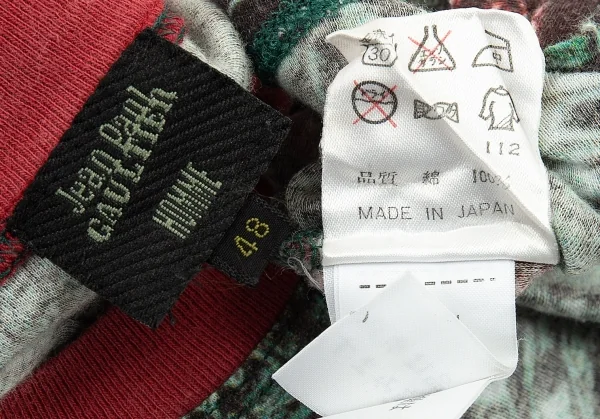 Jean Paul
GAULTIER
HOMME
48
30
112
品質 綿 100%
MADE IN JAPAN